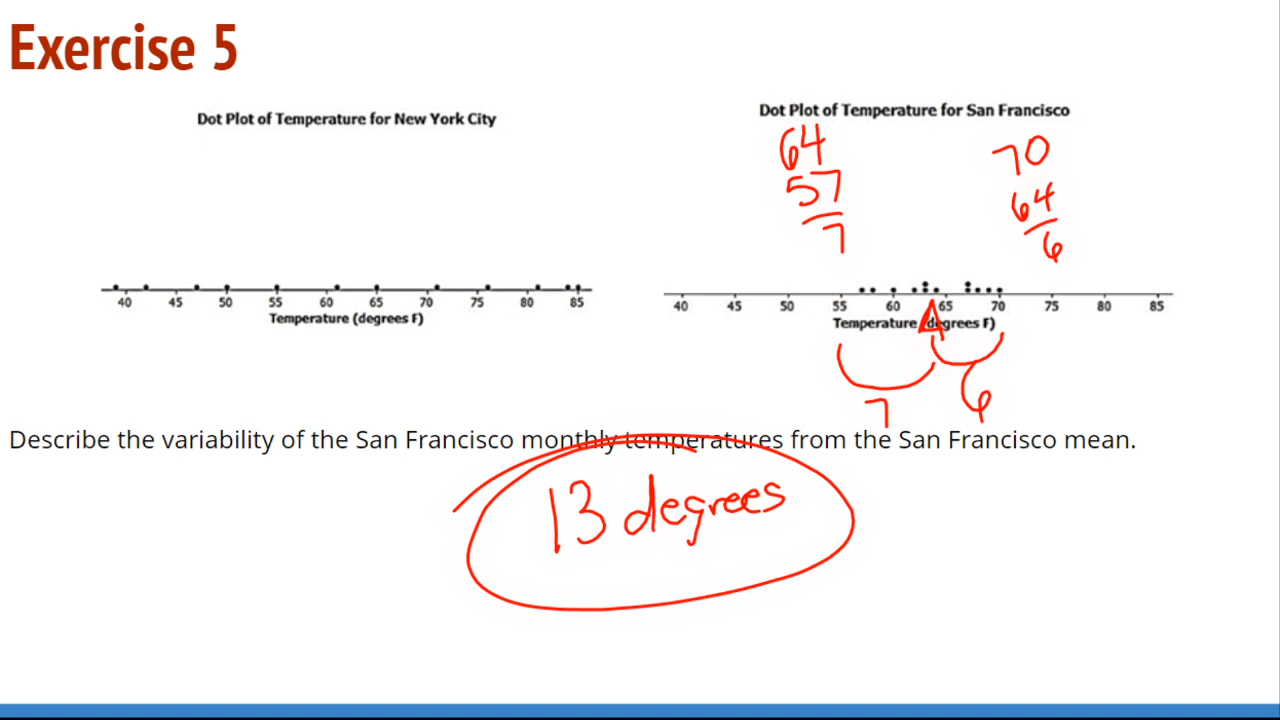 Exercise 5
Dot Plot of Temperature for New York City
40 45 50 55 60 65 70 75 80 85
Temperature (degrees F)
Dot Plot of Temperature for San Francisco
64
57
7
70
64
6
40 45 50 55 60 65 70 75 80 85
Temperature (degrees F)
7
6
Describe the variability of the San Francisco monthly temperatures from the San Francisco mean.
13 degrees